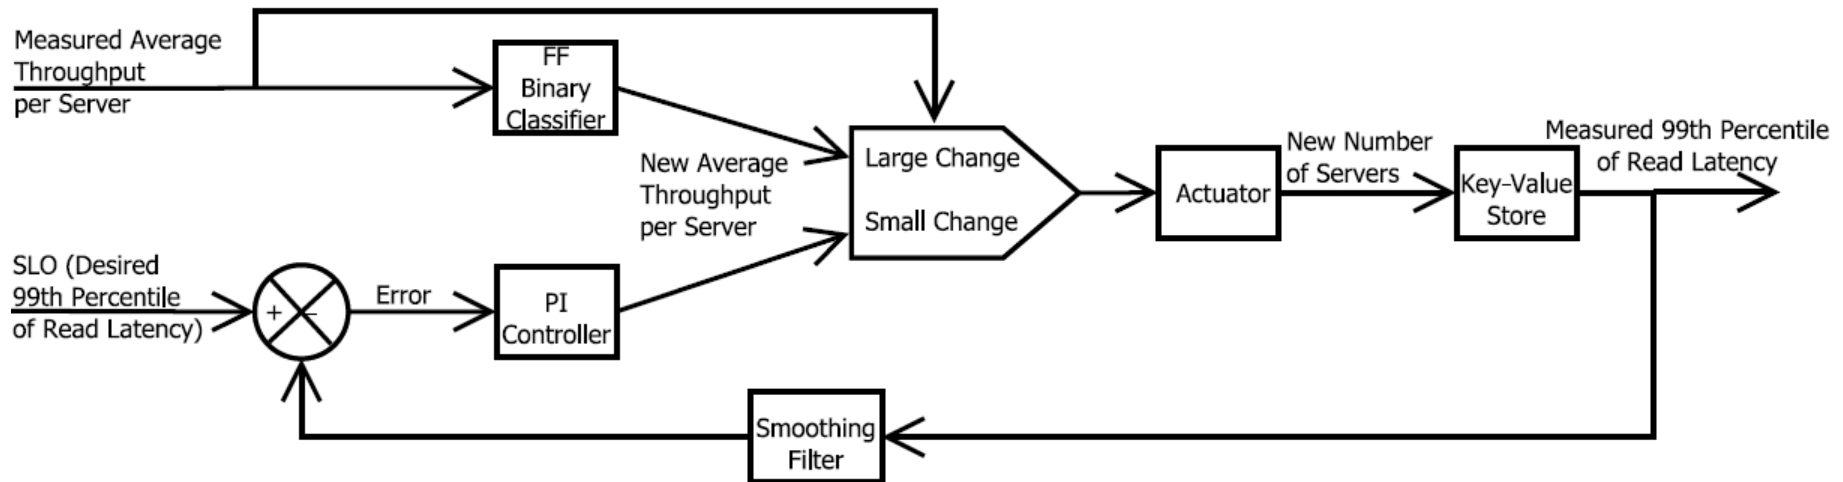 Measured Average
Throughput
per Server
FF
Binary
Classifier
New Average
Throughput
per Server
Large Change
Small Change
Actuator
New Number
of Servers
Key-Value
Store
Measured 99th Percentile
of Read Latency
SLO (Desired
99th Percentile
of Read Latency)
+
−
Error
PI
Controller
Smoothing
Filter